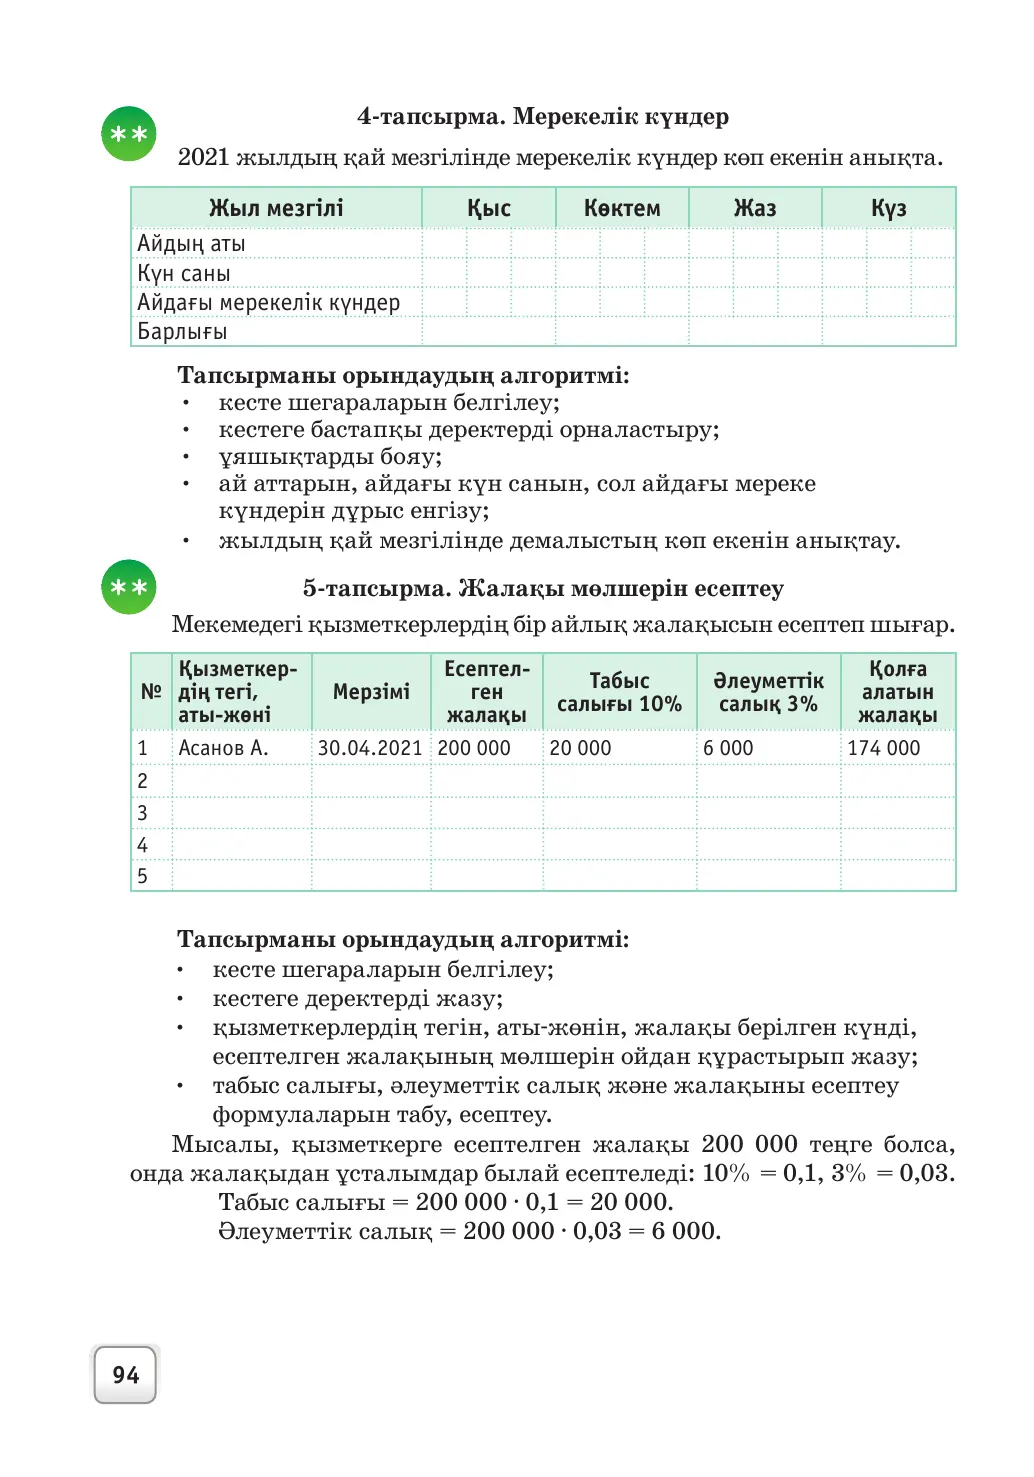 4-тапсырма. Мерекелік күндер
**
2021 жылдың қай мезгілінде мерекелік күндер көп екенін анықта.
Жыл мезгілі Қыс Көктем Жаз Күз
Айдың аты
Күн саны
Айдағы мерекелік күндер
Барлығы
Тапсырманы орындаудың алгоритмі:
• кесте шегараларын белгілеу;
• кестеге бастапқы деректерді орналастыру;
• ұяшықтарды бояу;
• ай аттарын, айдағы күн санын, сол айдағы мереке
күндерін дұрыс енгізу;
• жылдың қай мезгілінде демалыстың көп екенін анықтау.
**
5-тапсырма. Жалақы мөлшерін есептеу
Мекемедегі қызметкерлердің бір айлық жалақысын есептеп шығар.
№ Қызметкер-
дің тегі,
аты-жөні
Мерзімі
Есептел-
ген
жалақы
Табыс
салығы 10%
Әлеуметтік
салық 3%
Қолға
алатын
жалақы
1 Асанов А. 30.04.2021 200 000 20 000 6 000 174 000
2
3
4
5
Тапсырманы орындаудың алгоритмі:
• кесте шегараларын белгілеу;
• кестеге деректерді жазу;
• қызметкерлердің тегін, аты-жөнін, жалақы берілген күнді,
есептелген жалақының мөлшерін ойдан құрастырып жазу;
• табыс салығы, әлеуметтік салық және жалақыны есептеу
формулаларын табу, есептеу.
Мысалы, қызметкерге есептелген жалақы 200 000 теңге болса,
онда жалақыдан ұсталымдар былай есептеледі: 10% = 0,1, 3% = 0,03.
Табыс салығы = 200 000 · 0,1 = 20 000.
Әлеуметтік салық = 200 000 · 0,03 = 6 000.
94